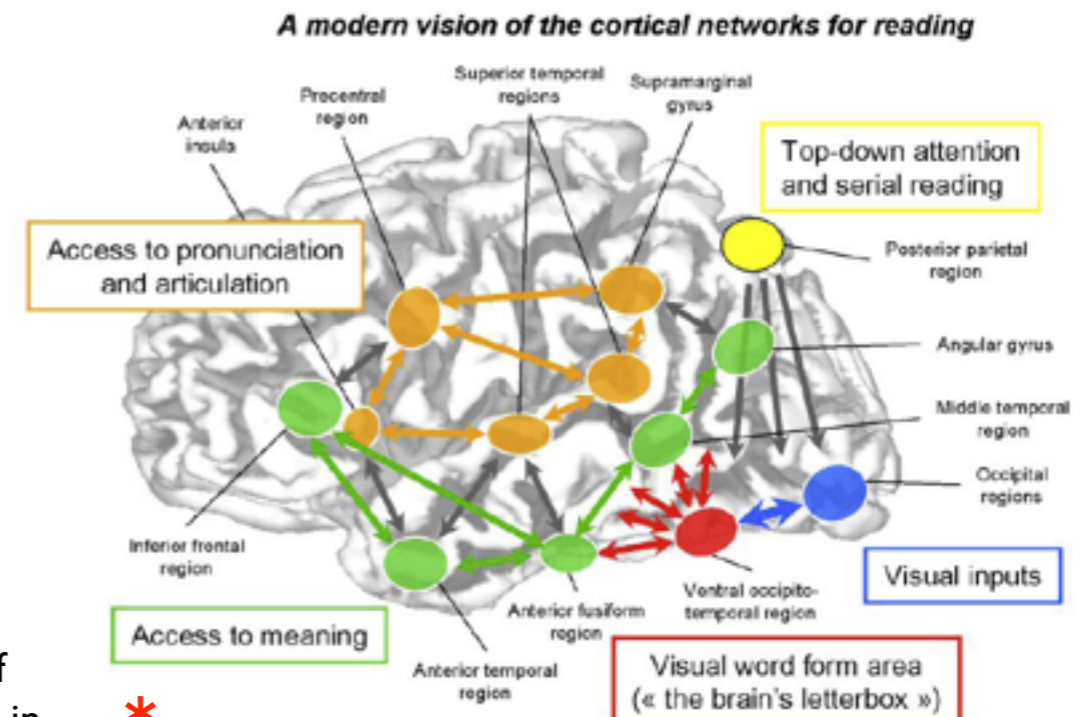 A modern vision of the cortical networks for reading
Superior temporal
regions
Supramarginal
gyrus
Precentral
region
Anterior
insula
Top-down attention
and serial reading
Access to pronunciation
and articulation
Posterior parietal
region
Angular gyrus
Middle temporal
region
Occipital
regions
Inferior frontal
region
Visual inputs
Ventral occipito-
temporal region
Anterior fusiform
region
Access to meaning
Anterior temporal
region
Visual word form area
(« the brain's letterbox »)
f
in
*